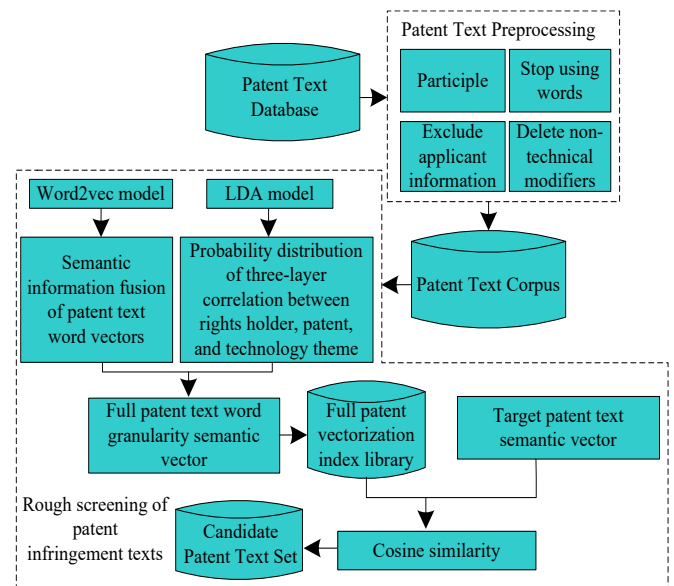 Patent Text Preprocessing
Patent Text
Database
Participle
Stop using
words
Exclude
applicant
information
Delete non-
technical
modifiers
Word2vec model
LDA model
Semantic
information fusion
of patent text
word vectors
Probability distribution
of three-layer
correlation between
rights holder, patent,
and technology theme
Patent Text Corpus
Full patent text word
granularity semantic
vector
Full patent
vectorization
index library
Target patent text
semantic vector
Rough screening of
patent
infringement texts
Candidate
Patent Text Set
Cosine similarity